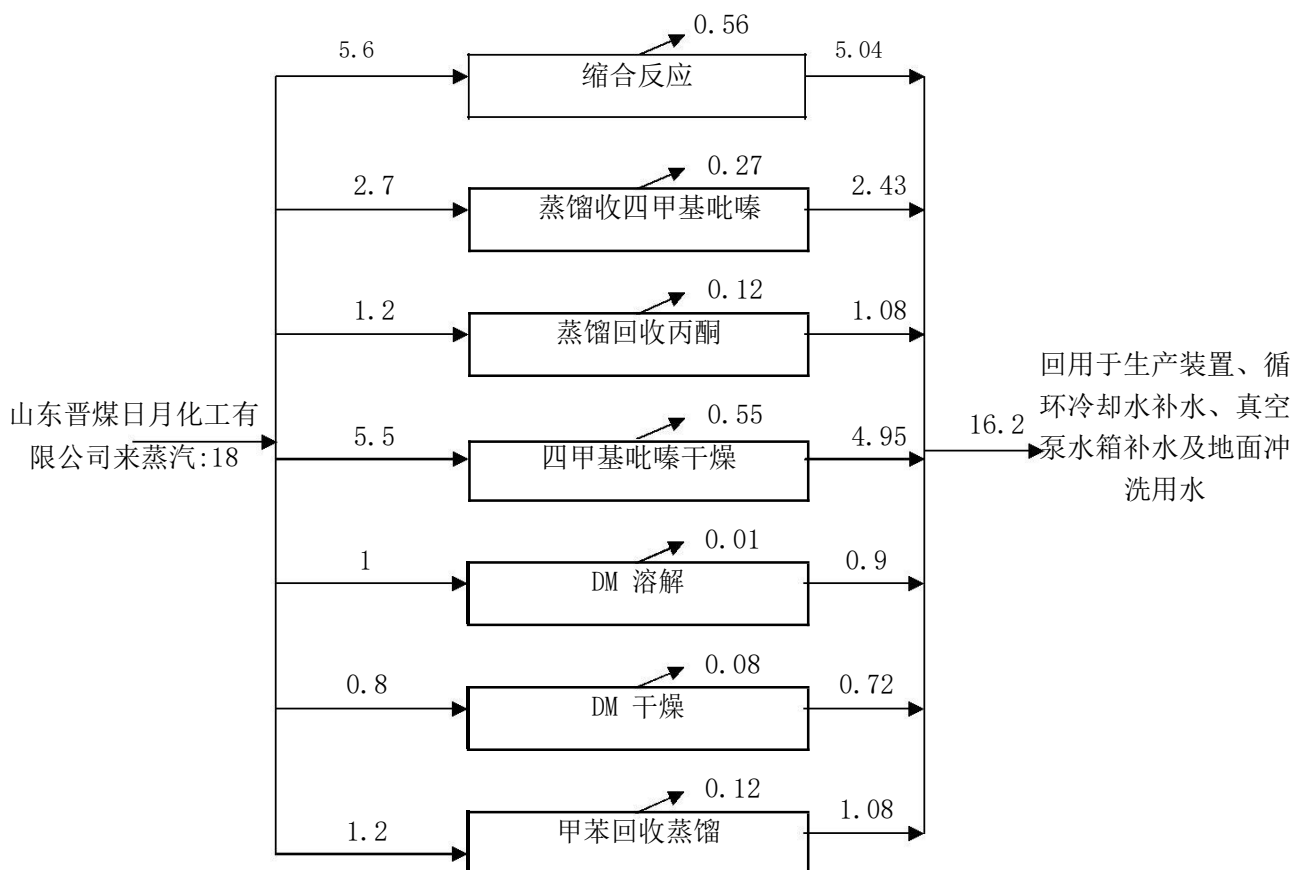 0.56
5.6
5.04
缩合反应
0.27
2.7
2.43
蒸馏收四甲基吡嗪
0.12
1.2
1.08
蒸馏回收丙酮
山东晋煤日月化工有
限公司来蒸汽:18
0.55
5.5
4.95
四甲基吡嗪干燥
16.2
回用于生产装置、循
环冷却水补水、真空
泵水箱补水及地面冲
洗用水
0.01
1
0.9
DM 溶解
0.08
0.8
0.72
DM 干燥
0.12
1.2
1.08
甲苯回收蒸馏